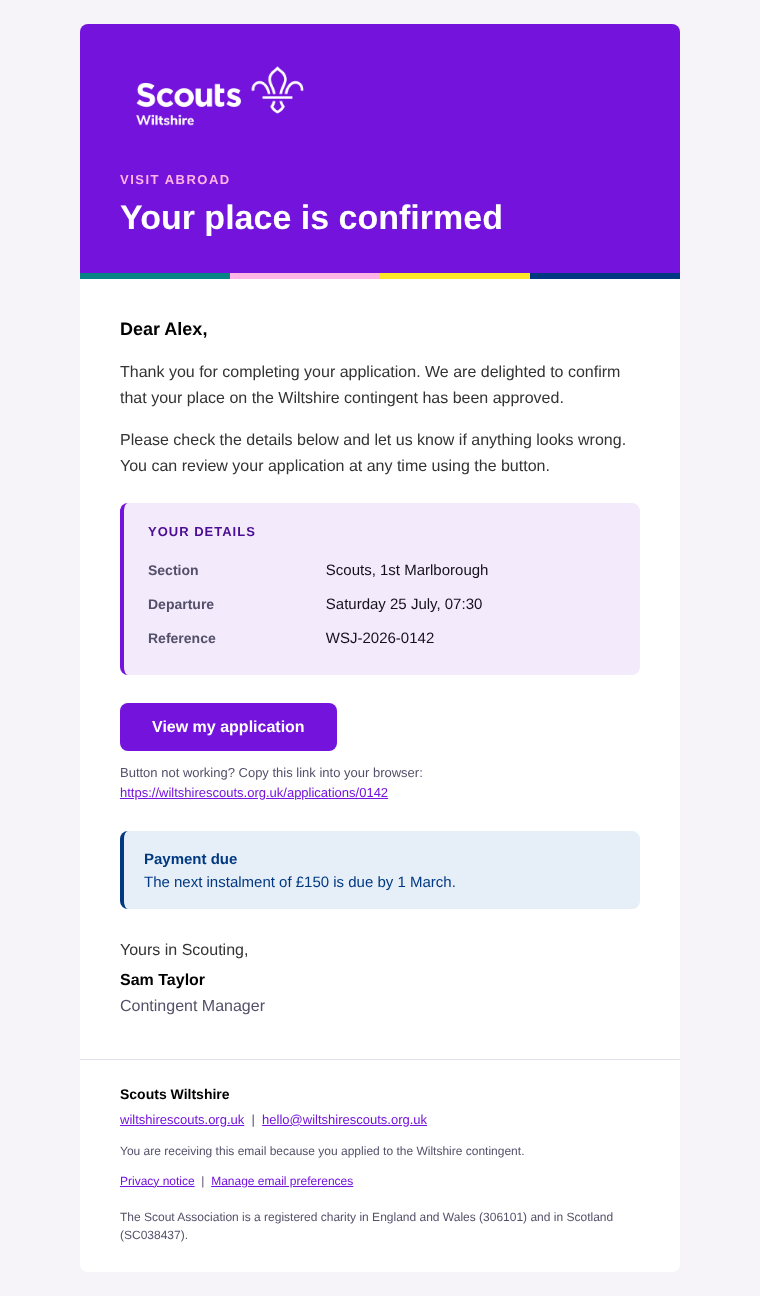 Scouts
Wiltshire
VISIT ABROAD
Your place is confirmed
Dear Alex,
Thank you for completing your application. We are delighted to confirm
that your place on the Wiltshire contingent has been approved.
Please check the details below and let us know if anything looks wrong.
You can review your application at any time using the button.
YOUR DETAILS
Section Scouts, 1st Marlborough
Departure Saturday 25 July, 07:30
Reference WSJ-2026-0142
View my application
Button not working? Copy this link into your browser:
https://wiltshirescouts.org.uk/applications/0142
Payment due
The next instalment of £150 is due by 1 March.
Yours in Scouting,
Sam Taylor
Contingent Manager
Scouts Wiltshire
wiltshirescouts.org.uk | hello@wiltshirescouts.org.uk
You are receiving this email because you applied to the Wiltshire contingent.
Privacy notice | Manage email preferences
The Scout Association is a registered charity in England and Wales (306101) and in Scotland
(SC038437).